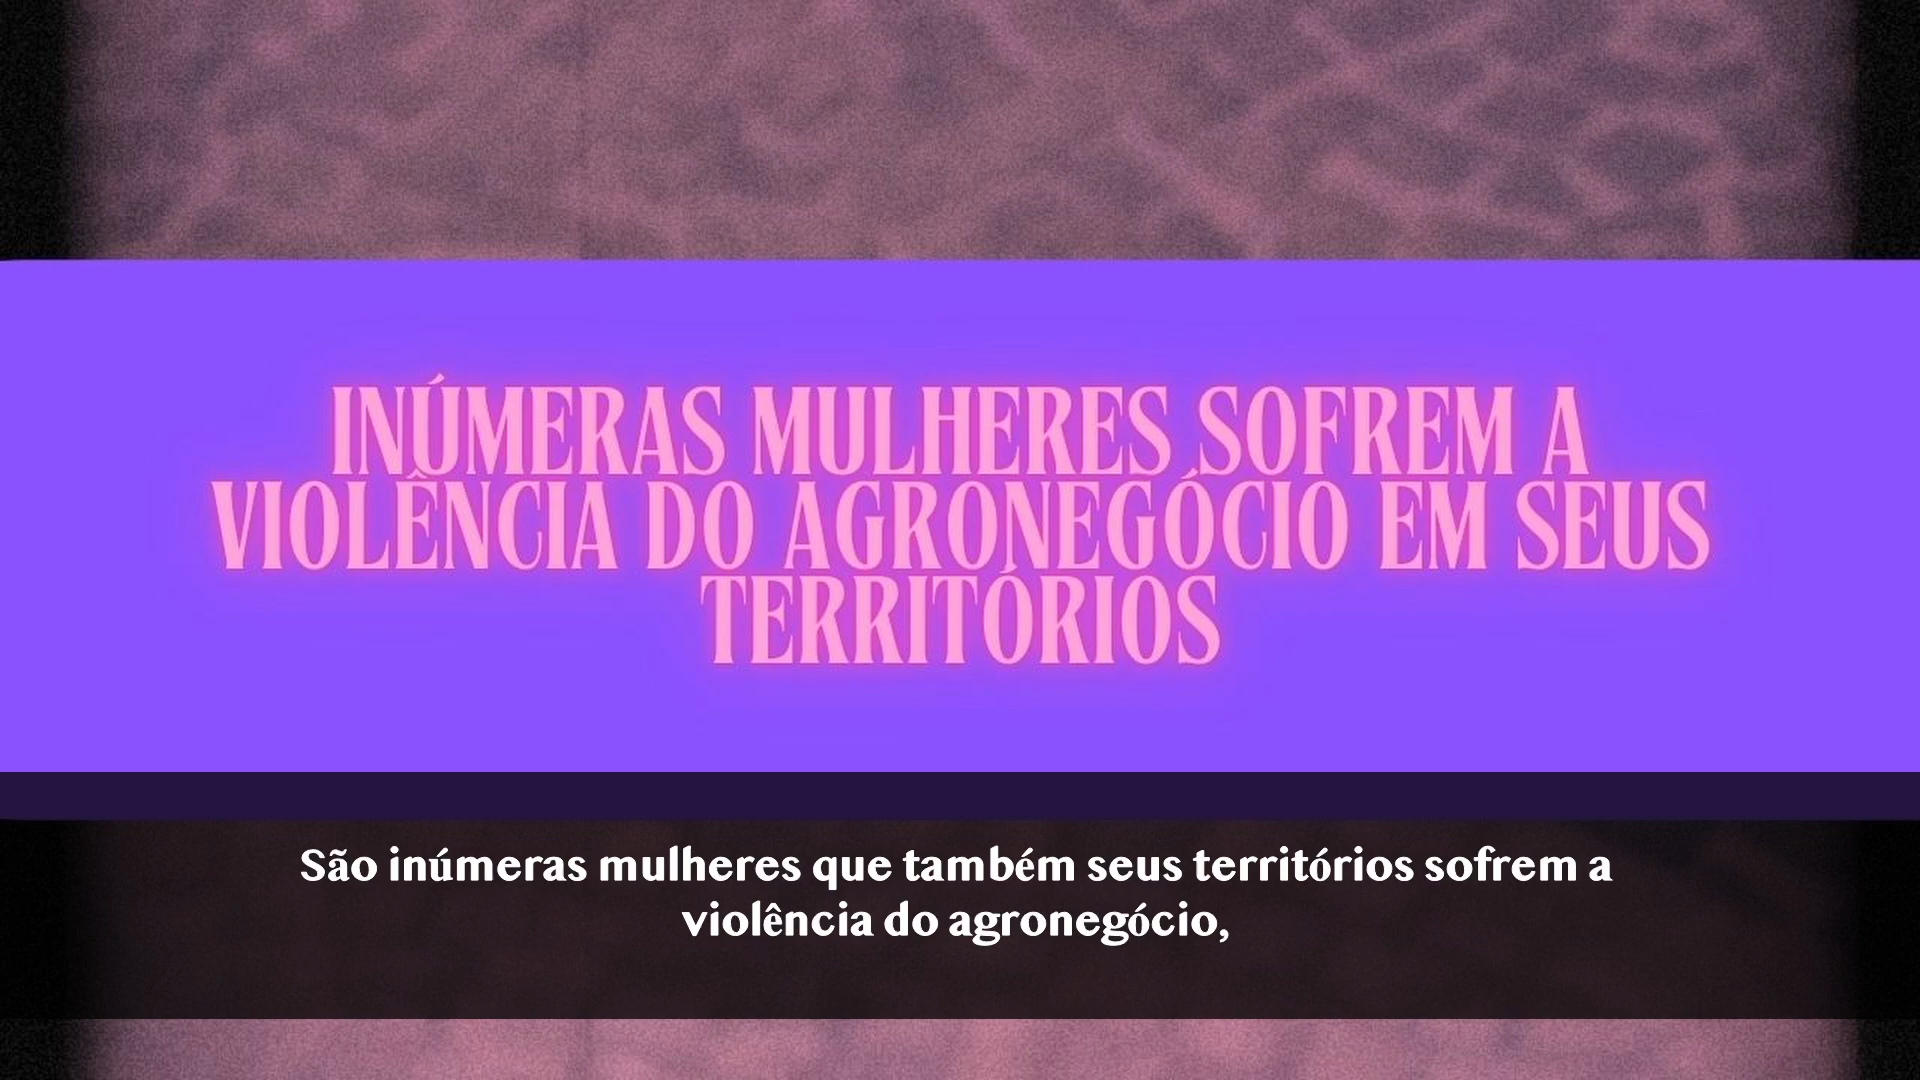 INÚMERAS MULHERES SOFREM A
VIOLÊNCIA DO AGRONEGÓCIO EM SEUS
TERRITÓRIOS
São inúmeras mulheres que também seus territórios sofrem a
violência do agronegócio,